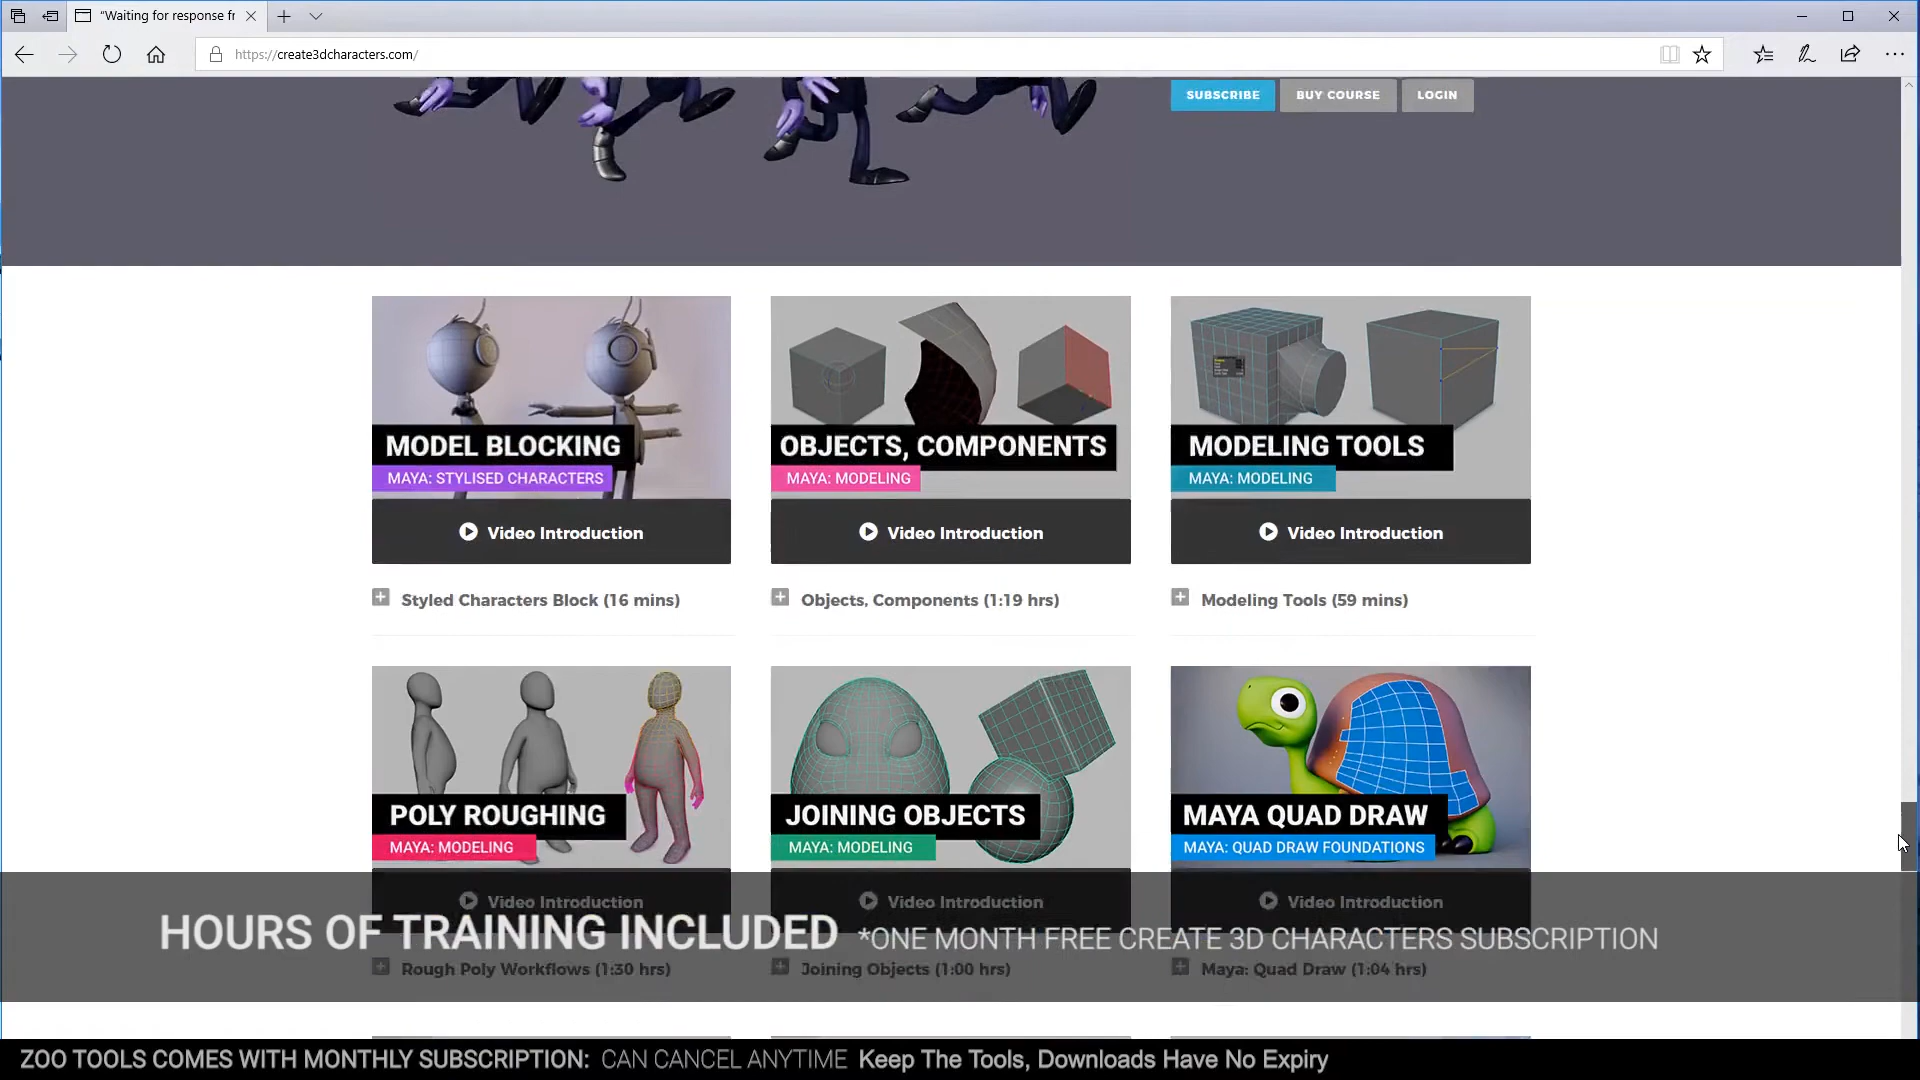 "Waiting for response fr
https://create3dcharacters.com/
SUBSCRIBE BUY COURSE LOGIN
MODEL BLOCKING
MAYA: STYLISED CHARACTERS
Video Introduction
Styled Characters Block (16 mins)
OBJECTS, COMPONENTS
MAYA: MODELING
Video Introduction
Objects, Components (1:19 hrs)
MODELING TOOLS
MAYA: MODELING
Video Introduction
Modeling Tools (59 mins)
POLY ROUGHING
MAYA: MODELING
Video Introduction
Rough Poly Workflows (1:30 hrs)
JOINING OBJECTS
MAYA: MODELING
Video Introduction
Joining Objects (1:00 hrs)
MAYA QUAD DRAW
MAYA: QUAD DRAW FOUNDATIONS
Video Introduction
Maya: Quad Draw (1:04 hrs)
HOURS OF TRAINING INCLUDED *ONE MONTH FREE CREATE 3D CHARACTERS SUBSCRIPTION
ZOO TOOLS COMES WITH MONTHLY SUBSCRIPTION: CAN CANCEL ANYTIME Keep The Tools, Downloads Have No Expiry